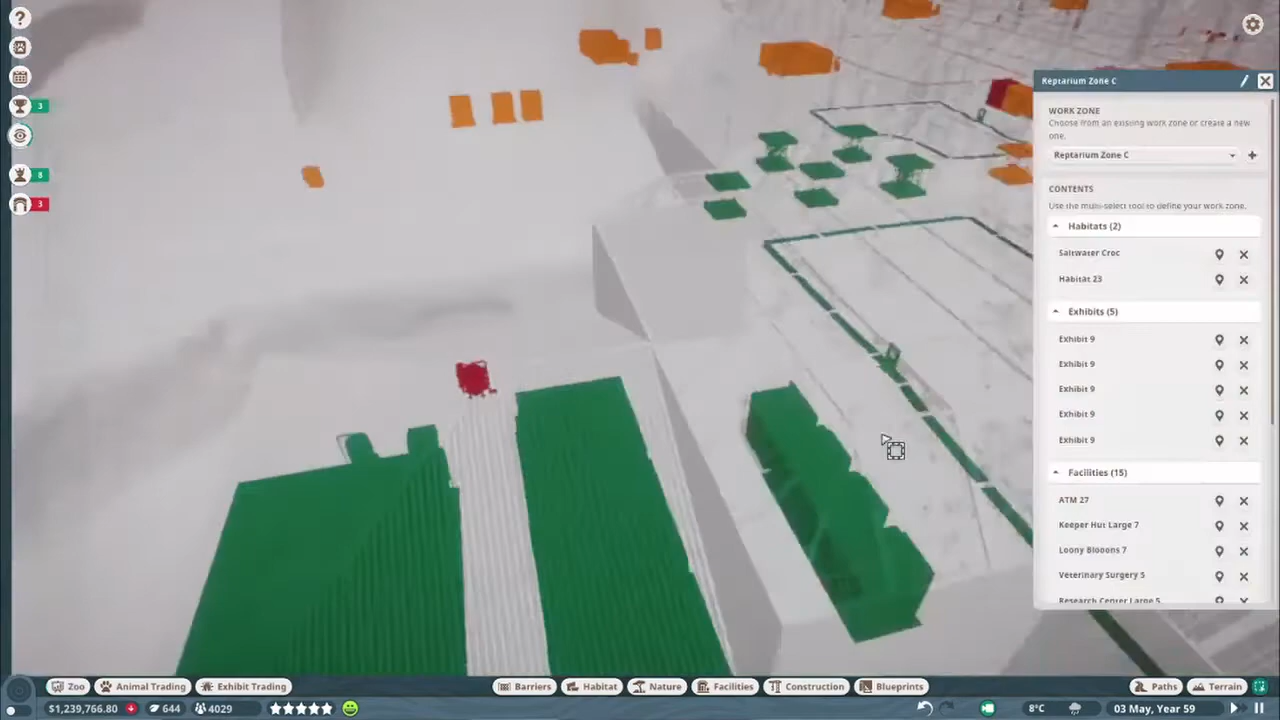 ?
3
8
3
Reptarium Zone C
WORK ZONE
Choose from an existing work zone or create a new
one.
Reptarium Zone C
CONTENTS
Use the multi-select tool to define your work zone.
Habitats (2)
Saltwater Croc
Habitat 23
Exhibits (5)
Exhibit 9
Exhibit 9
Exhibit 9
Exhibit 9
Exhibit 9
Facilities (15)
ATM 27
Keeper Hut Large 7
Loony Blooons 7
Veterinary Surgery 5
Research Center Large 5
Zoo Animal Trading Exhibit Trading Barriers Habitat Nature Facilities Construction Blueprints Paths Terrain
$1,239,766.80 644 4029 8°C 03 May, Year 59